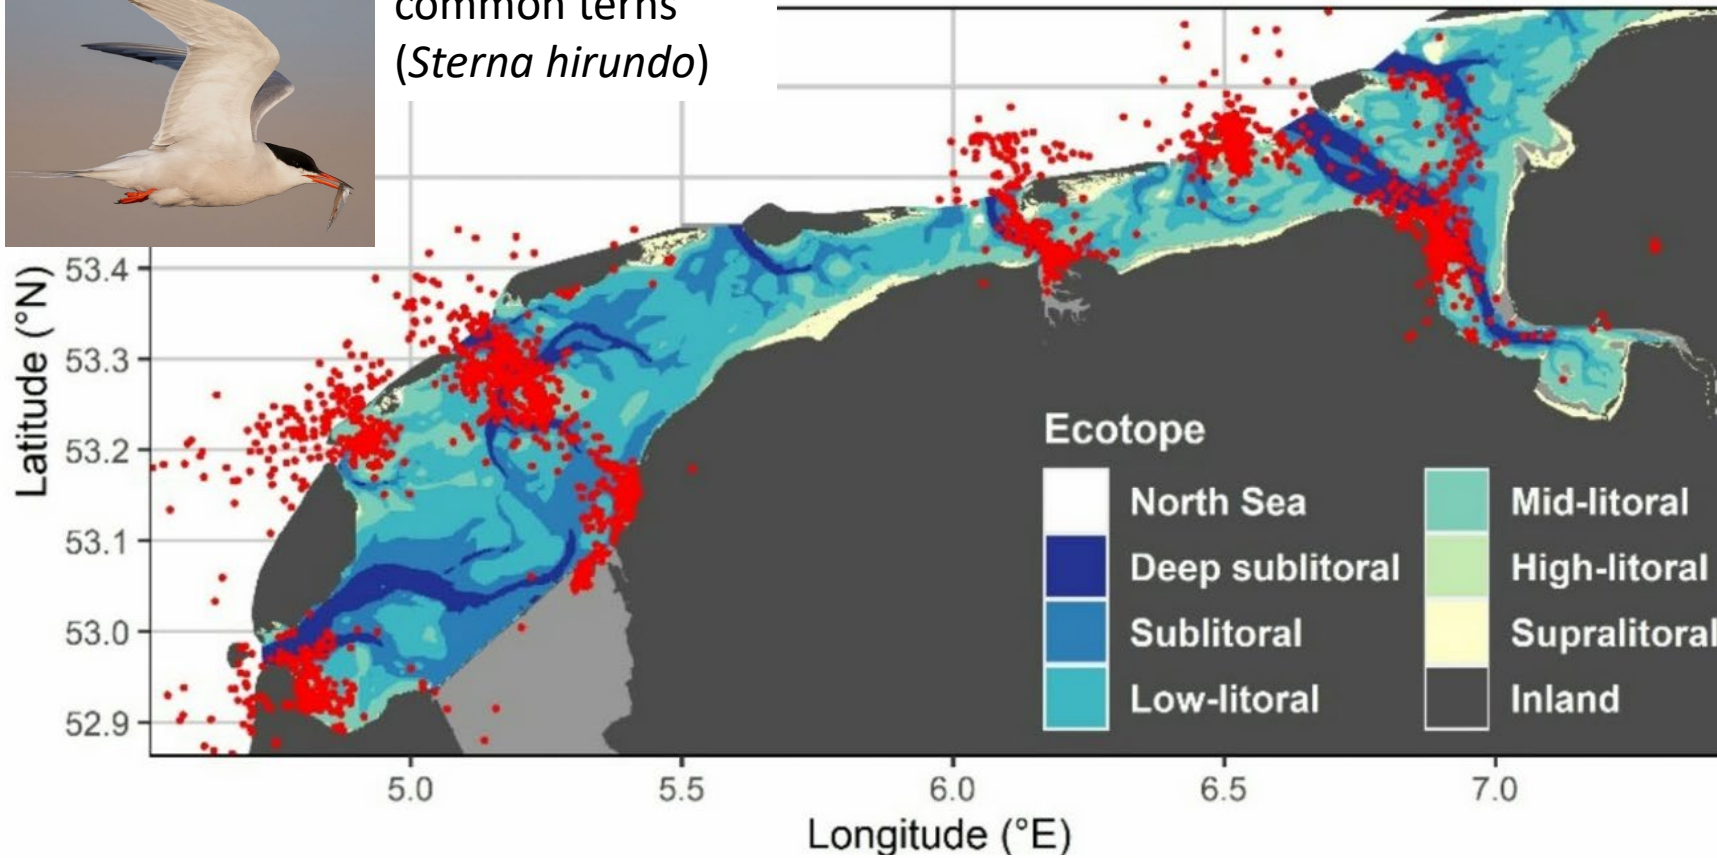 common terns
(Sterna hirundo)
Latitude (°N)
53.4
53.3
53.2
53.1
53.0
52.9
Ecotope
North Sea
Deep sublitoral
Sublitoral
Low-litoral
Mid-litoral
High-litoral
Supralitoral
Inland
5.0 5.5 6.0 6.5 7.0
Longitude (°E)